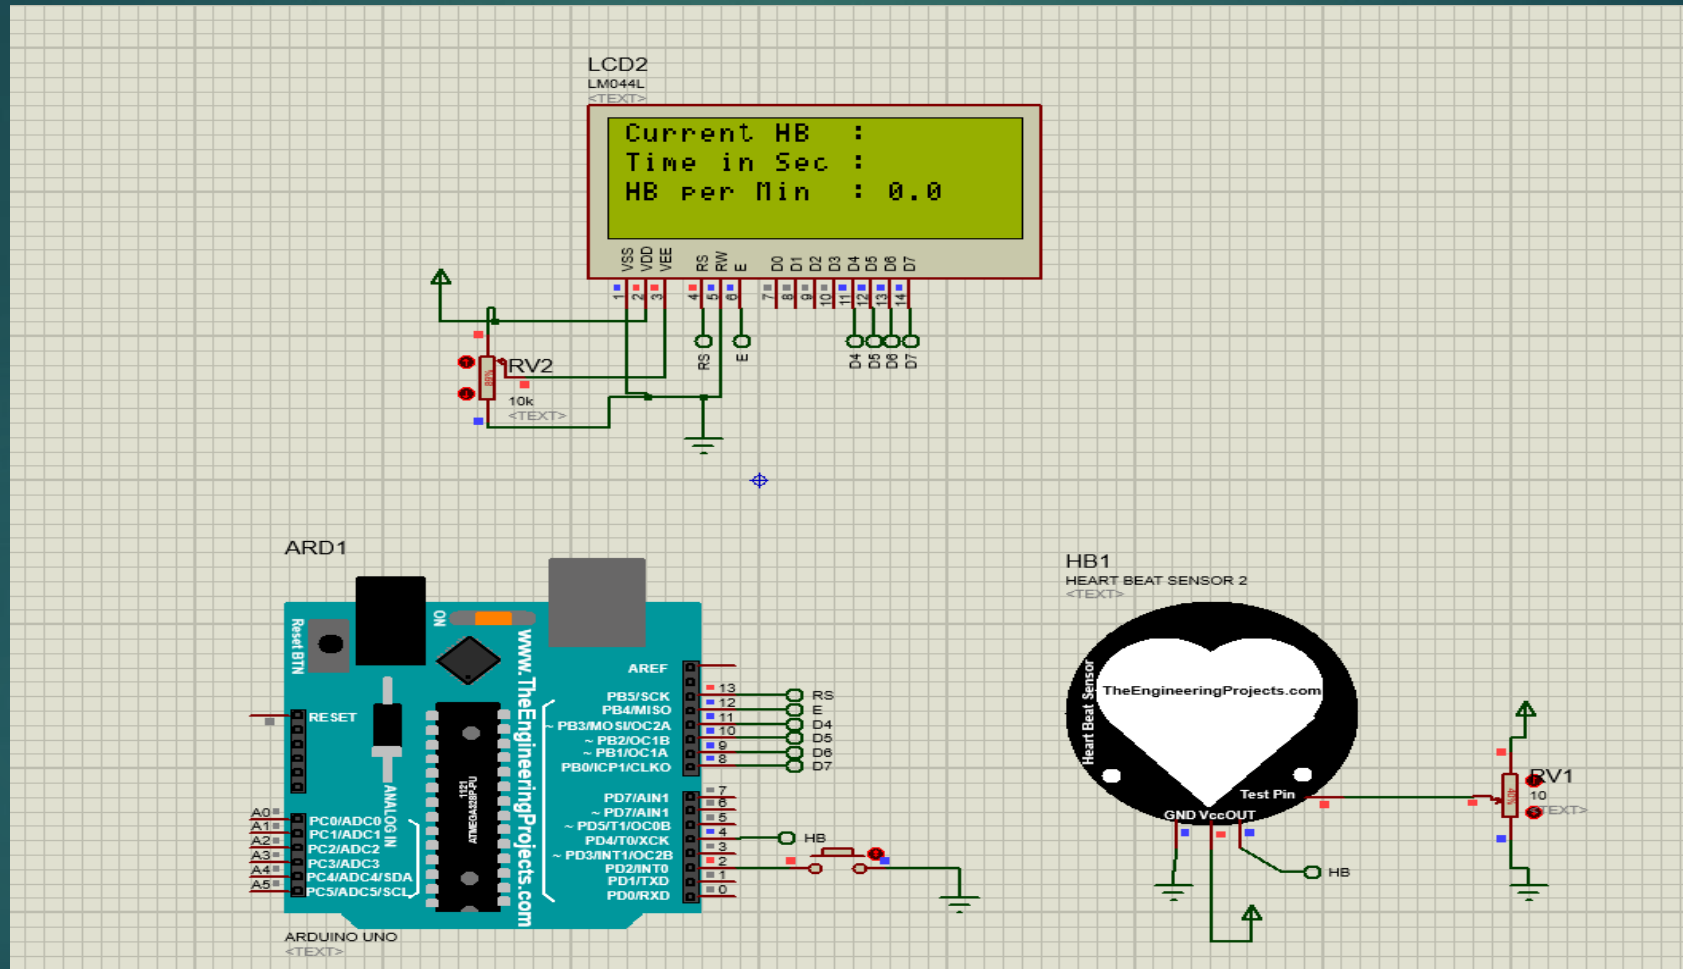 LCD2
LM044L
<TEXT>
Current HB :
Time in Sec :
HB per Min : 0.0
VSS VDD VEE RS RW E D0 D1 D2 D3 D4 D5 D6 D7
1 2 3 4 5 6 7 8 9 10 11 12 13 14
RS E D4 D5 D6 D7
RV2
10k
<TEXT>
ARD1
ARDUINO UNO
<TEXT>
Reset BTN
ON
www.TheEngineeringProjects.com
ANALOG IN
1121
ATMEGA328P-PU
RESET
A0 PC0/ADC0
A1 PC1/ADC1
A2 PC2/ADC2
A3 PC3/ADC3
A4 PC4/ADC4/SDA
A5 PC5/ADC5/SCL
AREF
PB5/SCK 13 RS
PB4/MISO 12 E
~ PB3/MOSI/OC2A 11 D4
~ PB2/OC1B 10 D5
~ PB1/OC1A 9 D6
PB0/ICP1/CLKO 8 D7
PD7/AIN1 7
~ PD7/AIN1 6
~ PD5/T1/OC0B 5
PD4/T0/XCK 4 HB
~ PD3/INT1/OC2B 3
PD2/INT0 2
PD1/TXD 1
PD0/RXD 0
HB1
HEART BEAT SENSOR 2
<TEXT>
Heart Beat Sensor
TheEngineeringProjects.com
Test Pin
GND Vcc OUT
HB
RV1
10